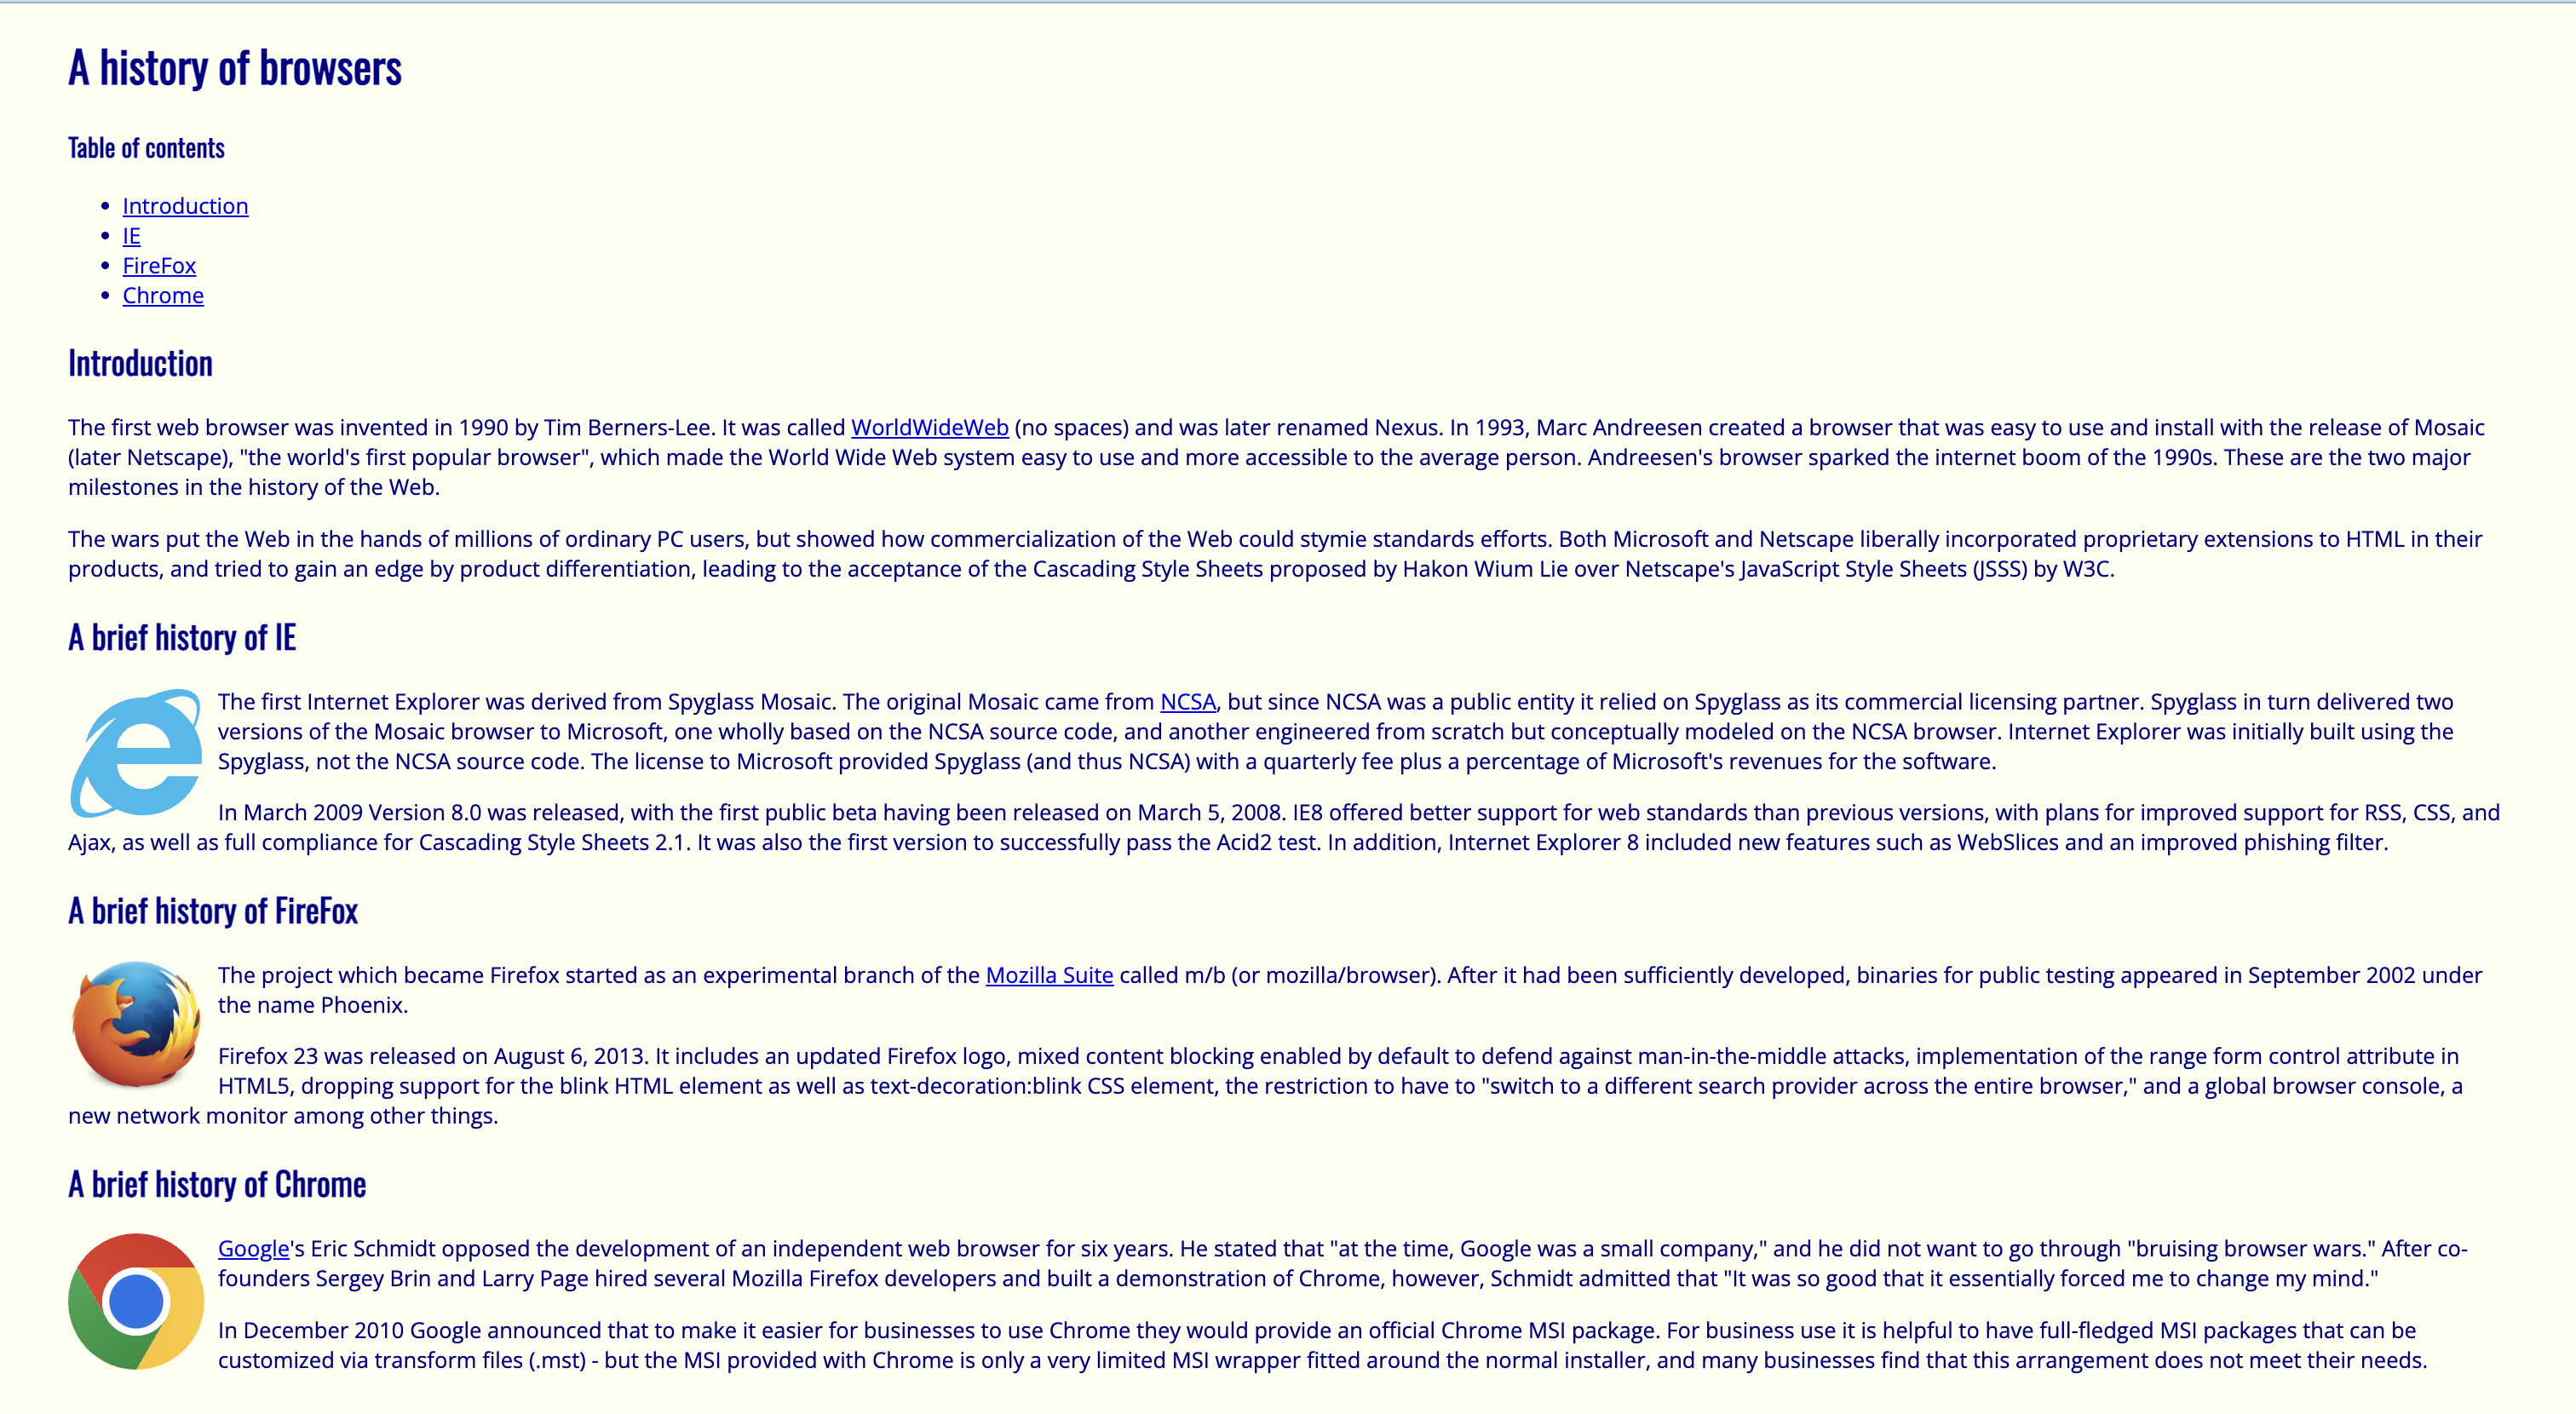 A history of browsers
Table of contents
• Introduction
• IE
• FireFox
• Chrome
Introduction
The first web browser was invented in 1990 by Tim Berners-Lee. It was called WorldWideWeb (no spaces) and was later renamed Nexus. In 1993, Marc Andreesen created a browser that was easy to use and install with the release of Mosaic
(later Netscape), "the world's first popular browser", which made the World Wide Web system easy to use and more accessible to the average person. Andreesen's browser sparked the internet boom of the 1990s. These are the two major
milestones in the history of the Web.
The wars put the Web in the hands of millions of ordinary PC users, but showed how commercialization of the Web could stymie standards efforts. Both Microsoft and Netscape liberally incorporated proprietary extensions to HTML in their
products, and tried to gain an edge by product differentiation, leading to the acceptance of the Cascading Style Sheets proposed by Hakon Wium Lie over Netscape's JavaScript Style Sheets (JSSS) by W3C.
A brief history of IE
The first Internet Explorer was derived from Spyglass Mosaic. The original Mosaic came from NCSA, but since NCSA was a public entity it relied on Spyglass as its commercial licensing partner. Spyglass in turn delivered two
versions of the Mosaic browser to Microsoft, one wholly based on the NCSA source code, and another engineered from scratch but conceptually modeled on the NCSA browser. Internet Explorer was initially built using the
Spyglass, not the NCSA source code. The license to Microsoft provided Spyglass (and thus NCSA) with a quarterly fee plus a percentage of Microsoft's revenues for the software.
In March 2009 Version 8.0 was released, with the first public beta having been released on March 5, 2008. IE8 offered better support for web standards than previous versions, with plans for improved support for RSS, CSS, and
Ajax, as well as full compliance for Cascading Style Sheets 2.1. It was also the first version to successfully pass the Acid2 test. In addition, Internet Explorer 8 included new features such as WebSlices and an improved phishing filter.
A brief history of FireFox
The project which became Firefox started as an experimental branch of the Mozilla Suite called m/b (or mozilla/browser). After it had been sufficiently developed, binaries for public testing appeared in September 2002 under
the name Phoenix.
Firefox 23 was released on August 6, 2013. It includes an updated Firefox logo, mixed content blocking enabled by default to defend against man-in-the-middle attacks, implementation of the range form control attribute in
HTML5, dropping support for the blink HTML element as well as text-decoration:blink CSS element, the restriction to have to "switch to a different search provider across the entire browser," and a global browser console, a
new network monitor among other things.
A brief history of Chrome
Google's Eric Schmidt opposed the development of an independent web browser for six years. He stated that "at the time, Google was a small company," and he did not want to go through "bruising browser wars." After co-
founders Sergey Brin and Larry Page hired several Mozilla Firefox developers and built a demonstration of Chrome, however, Schmidt admitted that "It was so good that it essentially forced me to change my mind."
In December 2010 Google announced that to make it easier for businesses to use Chrome they would provide an official Chrome MSI package. For business use it is helpful to have full-fledged MSI packages that can be
customized via transform files (.mst) - but the MSI provided with Chrome is only a very limited MSI wrapper fitted around the normal installer, and many businesses find that this arrangement does not meet their needs.